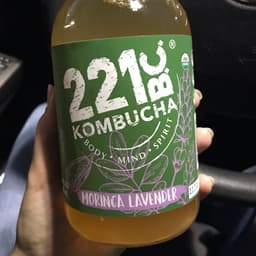 221 B.C.®
KOMBUCHA
BODY • MIND • SPIRIT
MORINGA LAVENDER